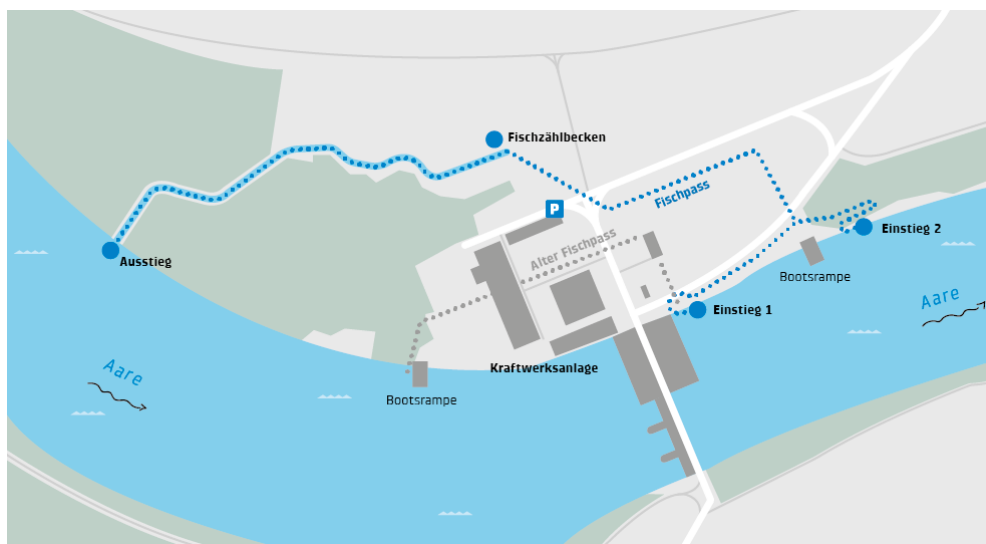 Fischzählbecken
Fischpass
P
Einstieg 2
Alter Fischpass
Ausstieg
Bootsrampe
Aare
Einstieg 1
Kraftwerksanlage
Aare
Bootsrampe